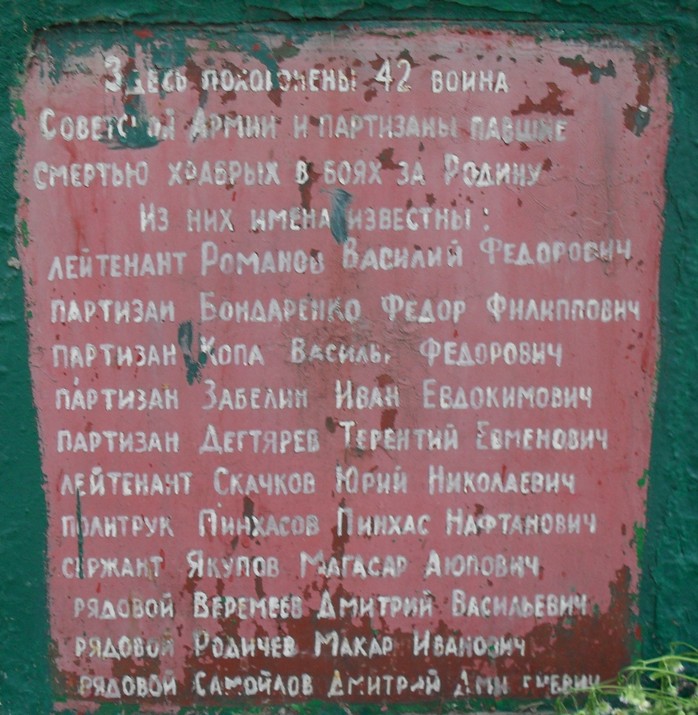 Здесь похоронены 42 воина
Советской Армии и партизаны павшие
смертью храбрых в боях за Родину
Из них имена известны:
лейтенант Романов Василий Федорович
партизан Бондаренко Федор Филиппович
партизан Копа Федорович
партизан Забелин Иван Евдокимович
партизан Дегтярев Терентий Евменович
лейтенант Скачков Юрий Николаевич
политрук Пинхасов Пинхас Нафтанович
сержант Якупов Магасар Аюпович
рядовой Веремеев Дмитрий Васильевич
рядовой Родичев Макар Иванович
рядовой Самойлов Дмитрий